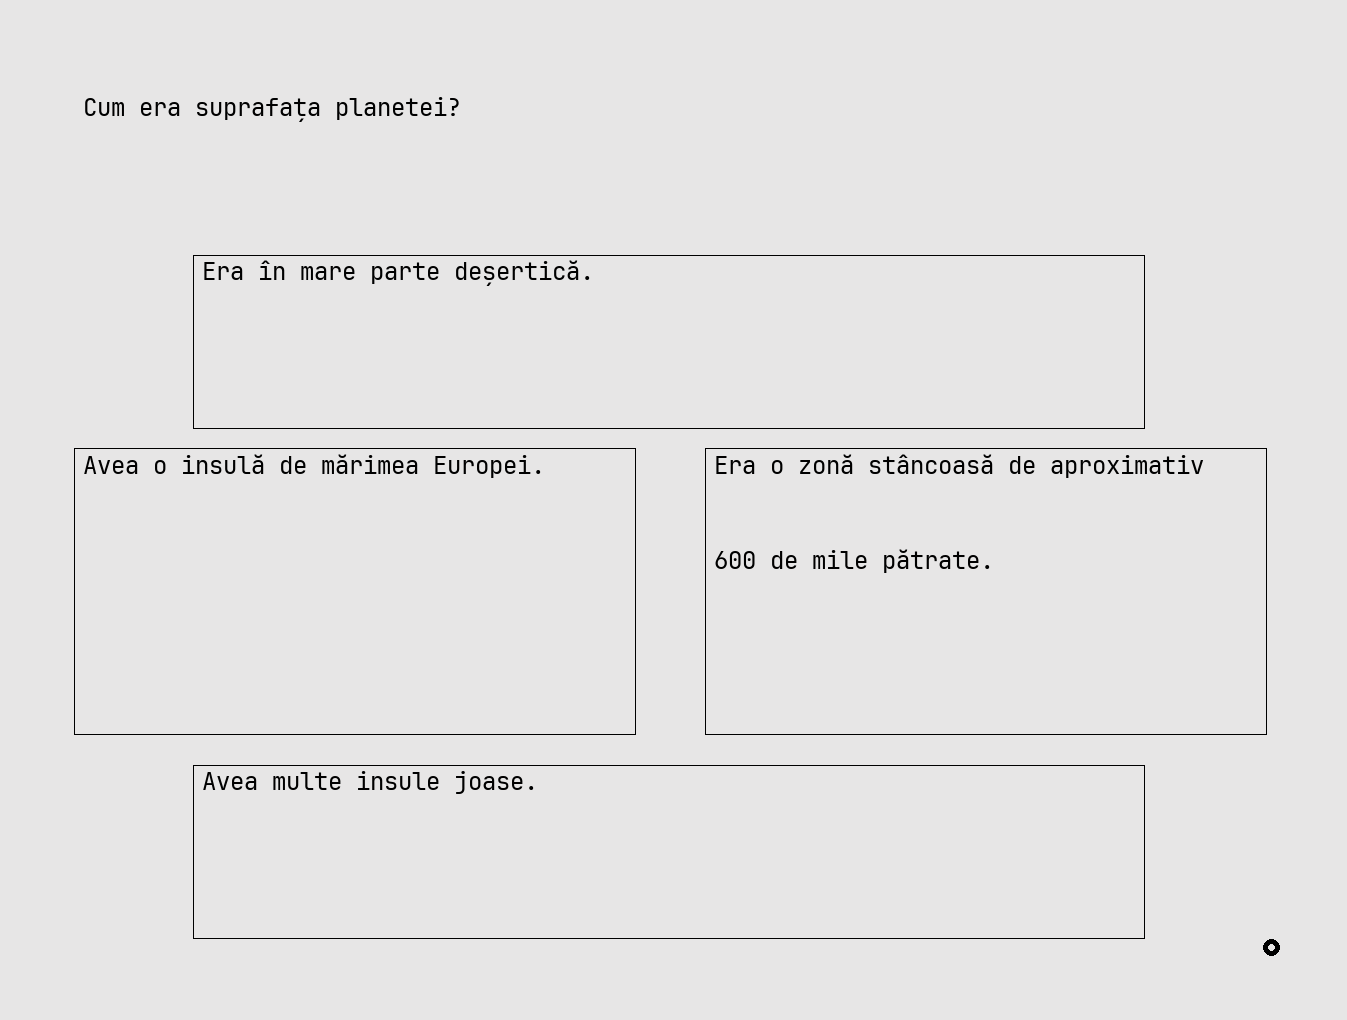 Cum era suprafața planetei?
Era în mare parte deșertică.
Avea o insulă de mărimea Europei.
Era o zonă stâncoasă de aproximativ
600 de mile pătrate.
Avea multe insule joase.